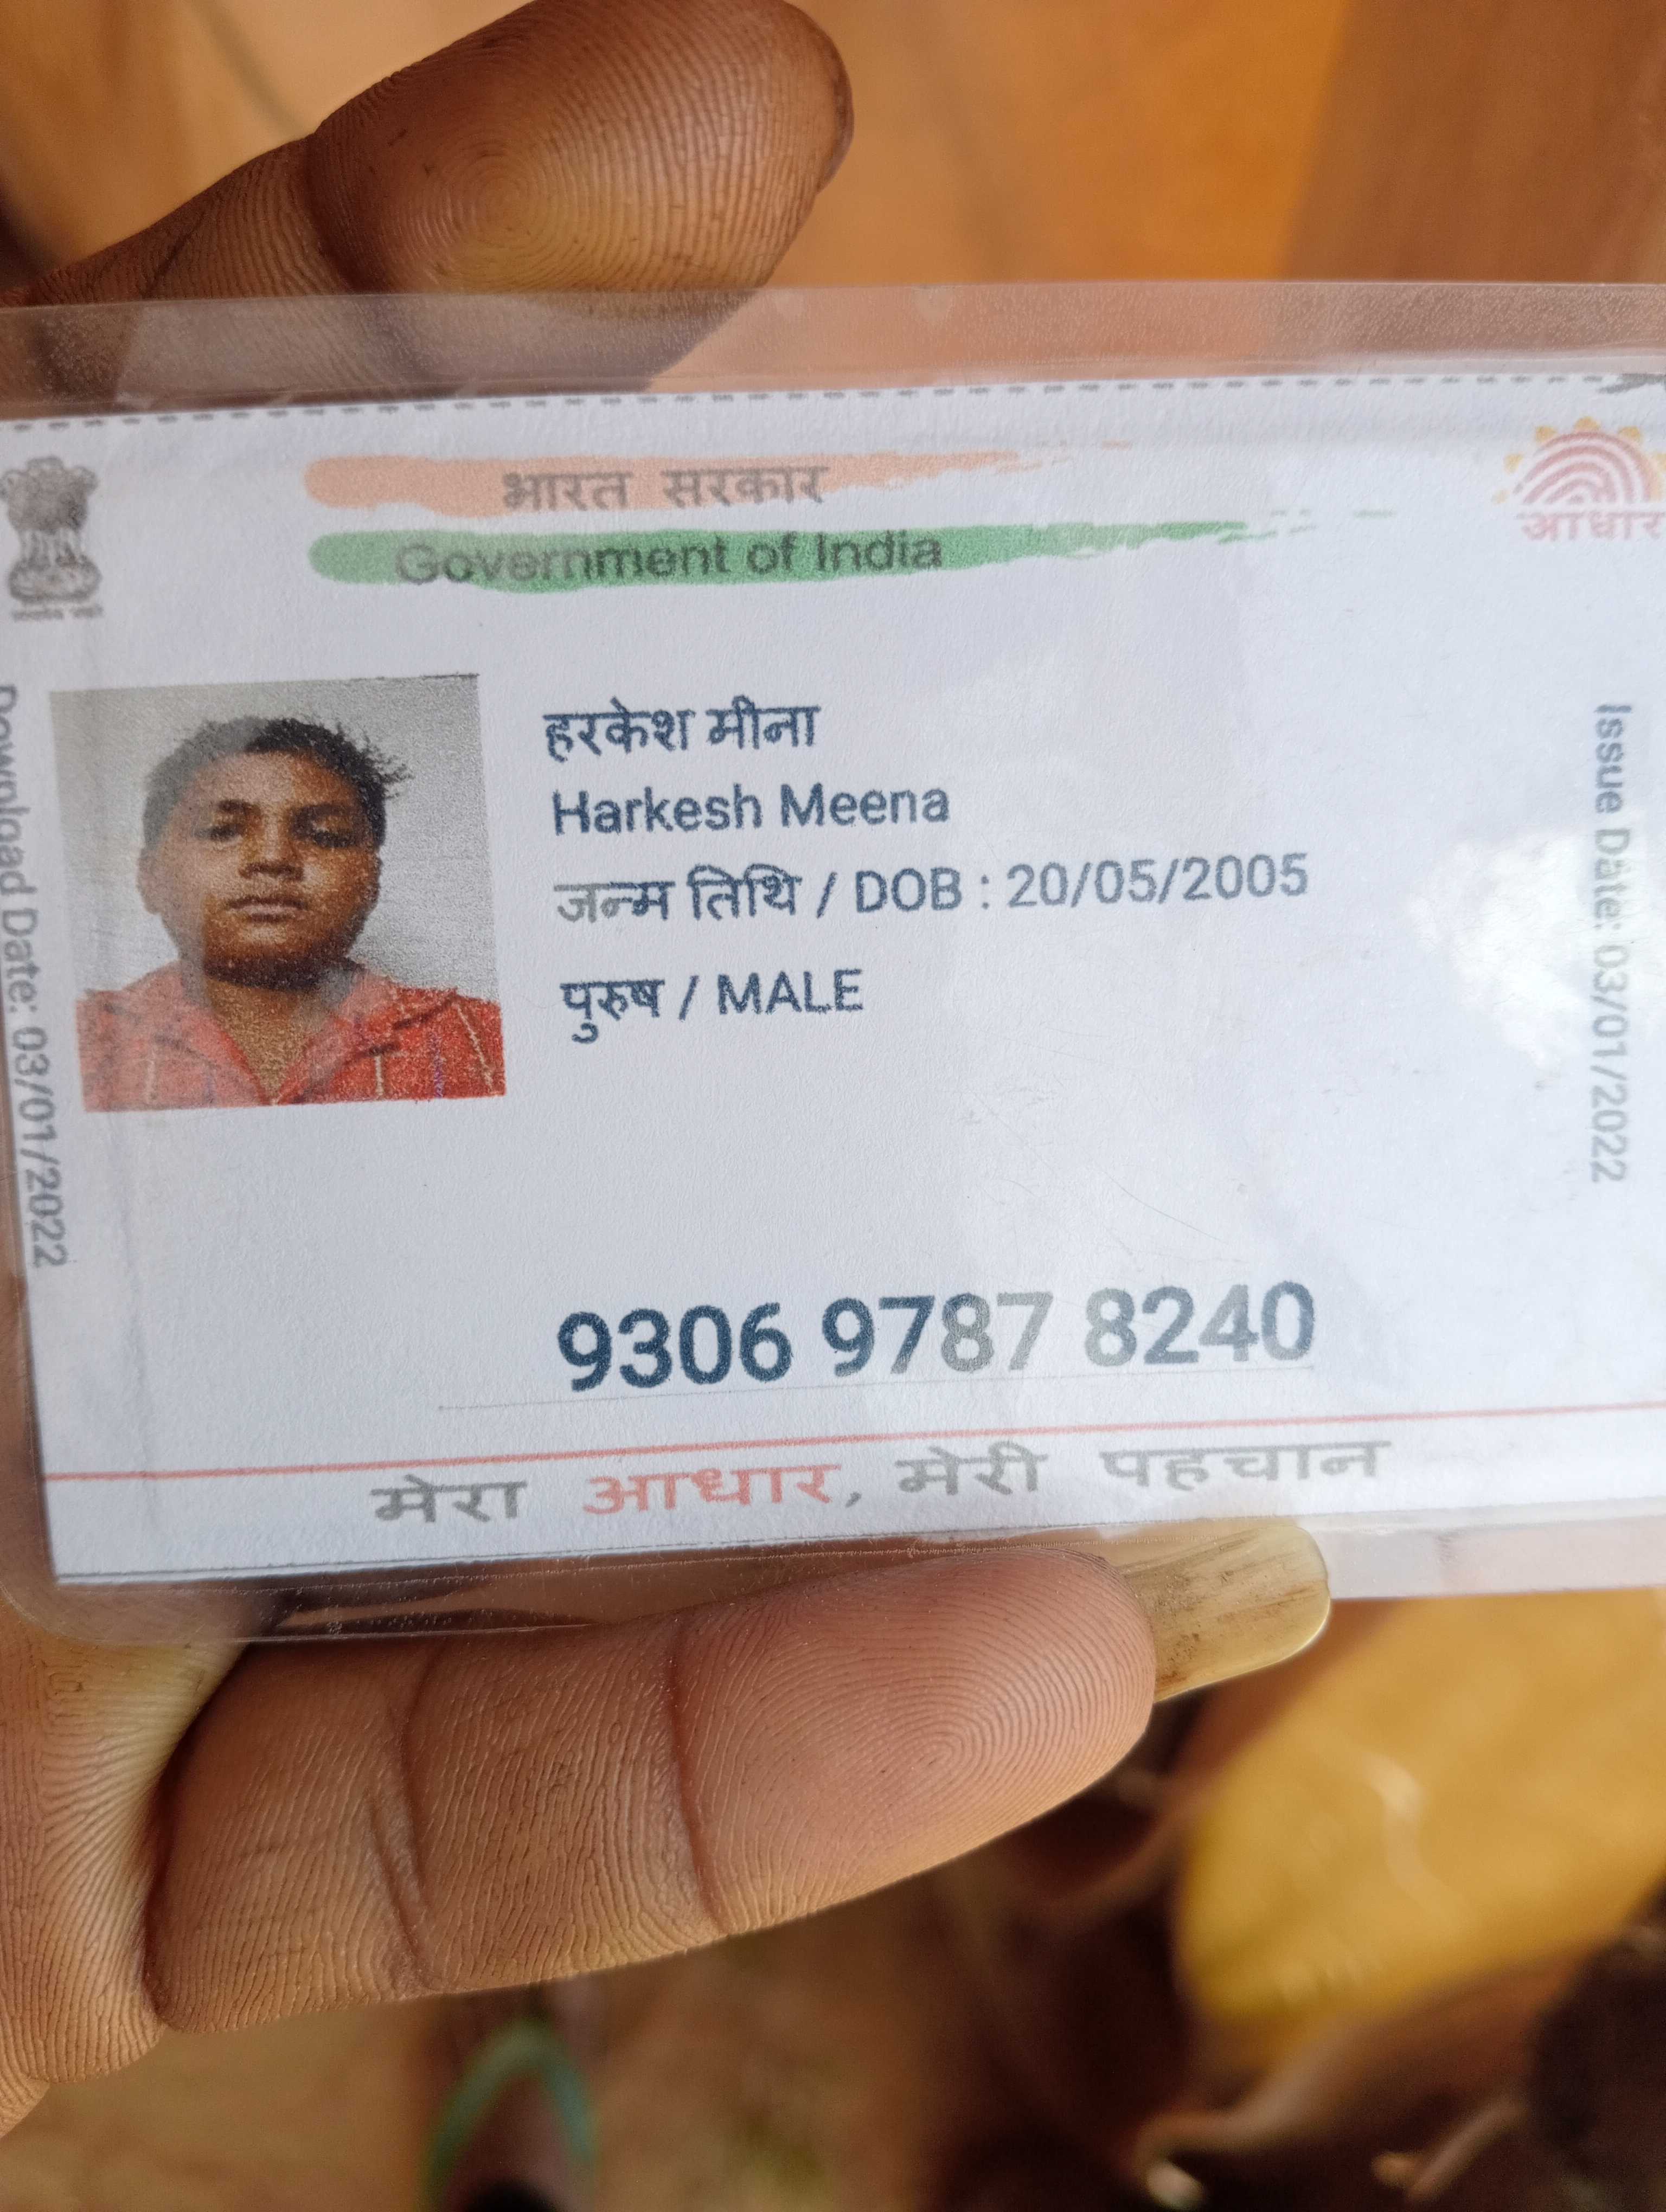 भारत सरकार
Government of India
आधार
हरकेश मीना
Harkesh Meena
जन्म तिथि / DOB : 20/05/2005
पुरुष / MALE
Download Date: 03/01/2022
Issue Date: 03/01/2022
9306 9787 8240
मेरा आधार, मेरी पहचान